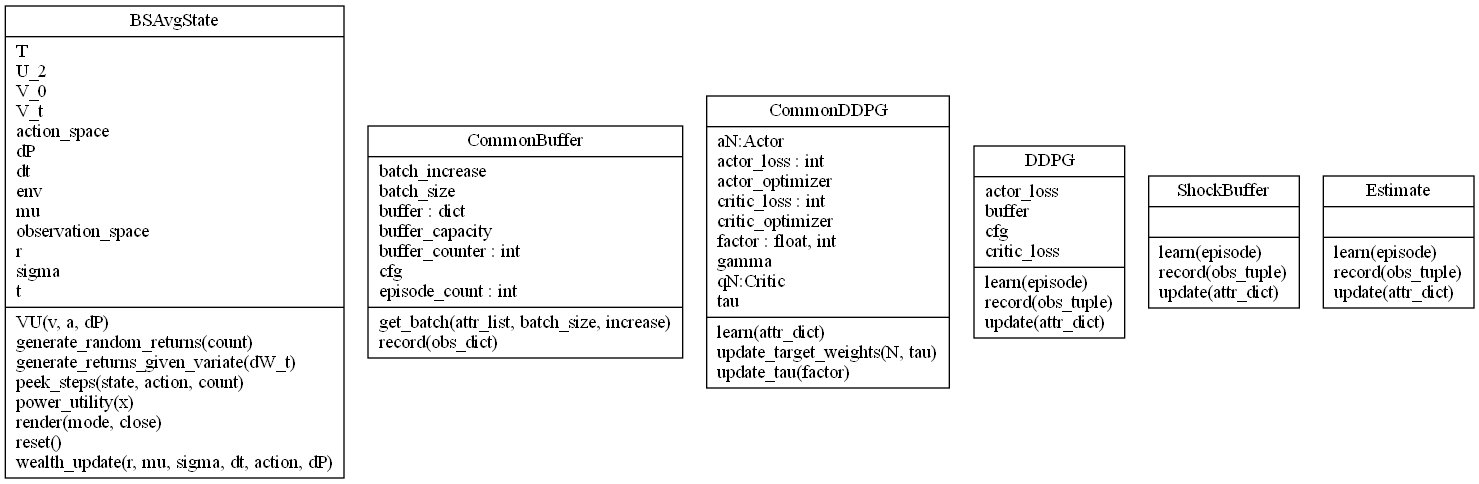 BSAvgState
T
U_2
V_0
V_t
action_space
dP
dt
env
mu
observation_space
r
sigma
t
VU(v, a, dP)
generate_random_returns(count)
generate_returns_given_variate(dW_t)
peek_steps(state, action, count)
power_utility(x)
render(mode, close)
reset()
wealth_update(r, mu, sigma, dt, action, dP)
CommonBuffer
batch_increase
batch_size
buffer : dict
buffer_capacity
buffer_counter : int
cfg
episode_count : int
get_batch(attr_list, batch_size, increase)
record(obs_dict)
CommonDDPG
aN:Actor
actor_loss : int
actor_optimizer
critic_loss : int
critic_optimizer
factor : float, int
gamma
qN:Critic
tau
learn(attr_dict)
update_target_weights(N, tau)
update_tau(factor)
DDPG
actor_loss
buffer
cfg
critic_loss
learn(episode)
record(obs_tuple)
update(attr_dict)
ShockBuffer
learn(episode)
record(obs_tuple)
update(attr_dict)
Estimate
learn(episode)
record(obs_tuple)
update(attr_dict)